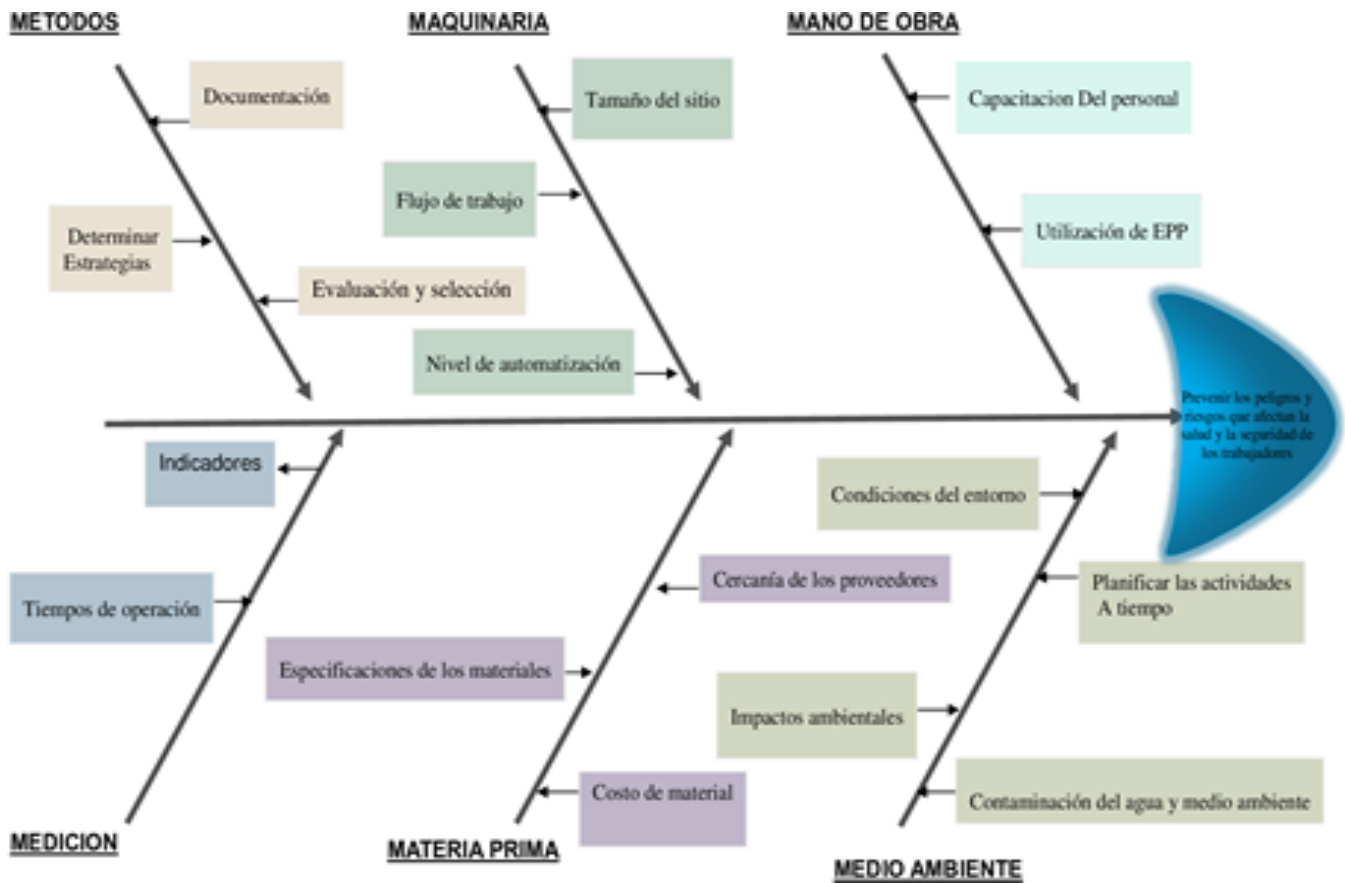 METODOS
MAQUINARIA
MANO DE OBRA
Documentación
Tamaño del sitio
Capacitacion Del personal
Flujo de trabajo
Determinar
Estrategias
Utilización de EPP
Evaluación y selección
Nivel de automatización
Prevenir los peligros y
riesgos que afectan la
salud y la seguridad de
los trabajadores
Indicadores
Condiciones del entorno
Cercanía de los proveedores
Planificar las actividades
A tiempo
Tiempos de operación
Especificaciones de los materiales
Impactos ambientales
Costo de material
Contaminación del agua y medio ambiente
MEDICION
MATERIA PRIMA
MEDIO AMBIENTE